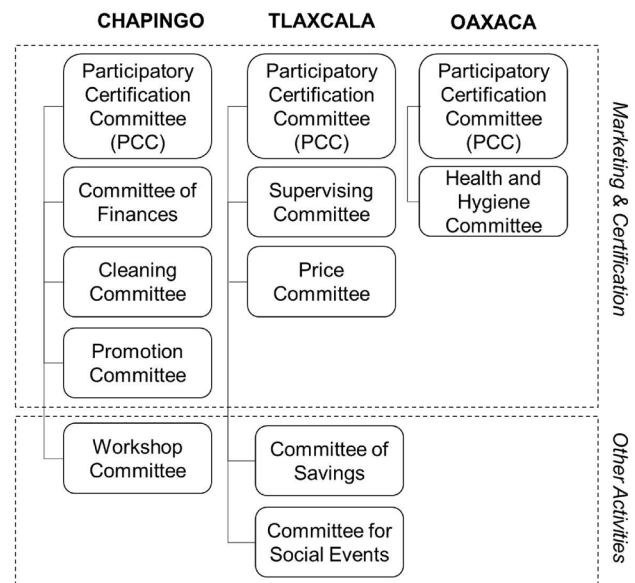 CHAPINGO
TLAXCALA
OAXACA
Participatory
Certification
Committee
(PCC)
Committee of
Finances
Cleaning
Committee
Promotion
Committee
Workshop
Committee
Participatory
Certification
Committee
(PCC)
Supervising
Committee
Price
Committee
Committee of
Savings
Committee for
Social Events
Participatory
Certification
Committee
(PCC)
Health and
Hygiene
Committee
Marketing & Certification
Other Activities